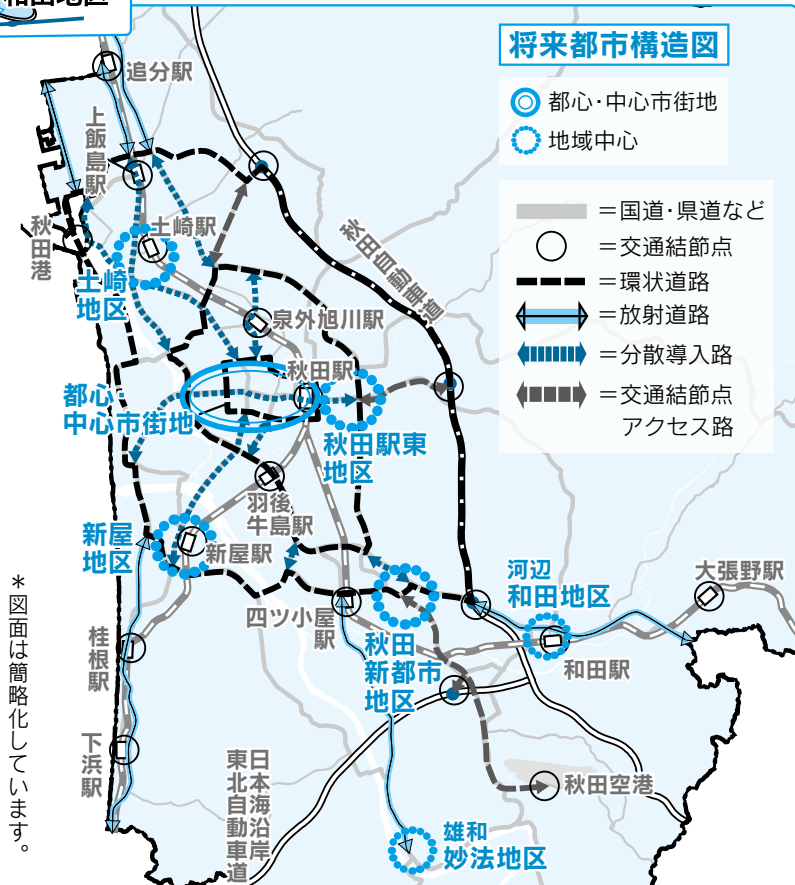 和田地区
将来都市構造図
都心・中心市街地
地域中心
＝国道・県道など
＝交通結節点
＝環状道路
＝放射道路
＝分散導入路
＝交通結節点
アクセス路
追分駅
上飯島駅
秋田港
土崎駅
土崎
地区
秋田自動車道
泉外旭川駅
秋田駅
都心・
中心市街地
秋田駅東
地区
羽後
牛島駅
新屋
地区
新屋駅
四ツ小屋
駅
秋田
新都市
地区
河辺
和田地区
大張野駅
和田駅
桂根駅
下浜駅
日本海沿岸
東北自動車道
秋田空港
雄和
妙法地区
＊図面は簡略化しています。